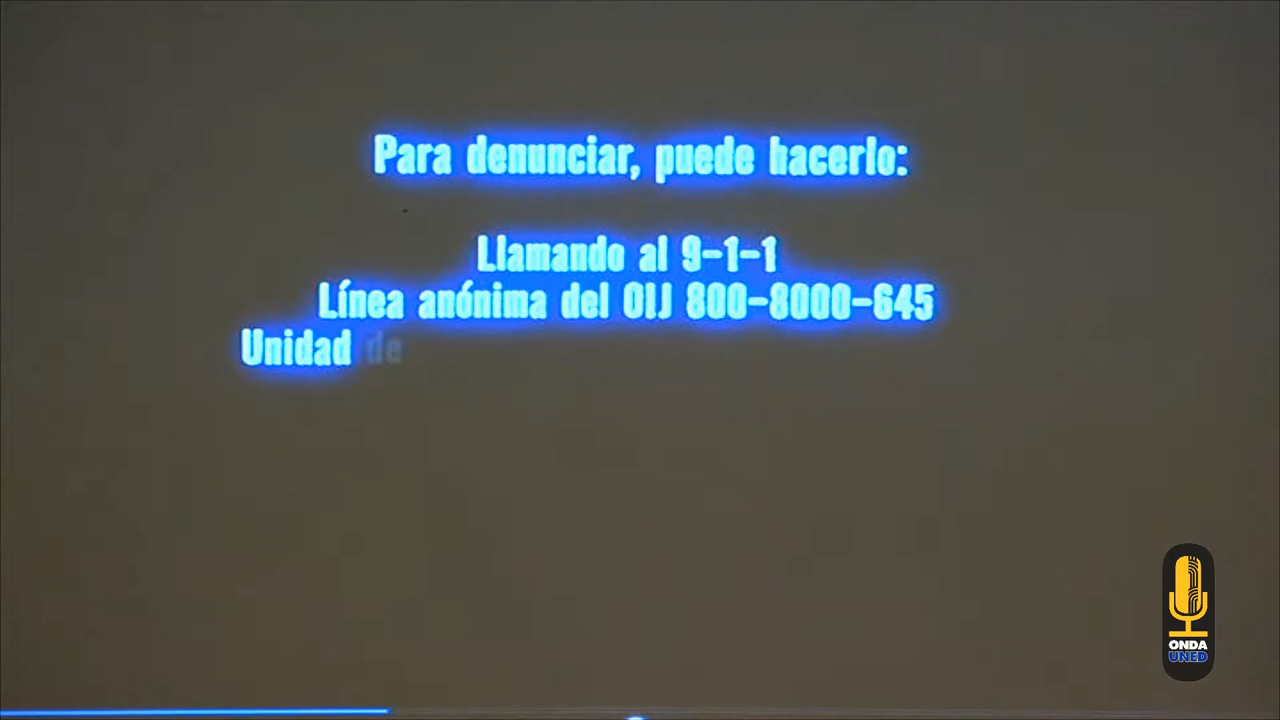 Para denunciar, puede hacerlo:
Llamando al 9-1-1
Línea anónima del OIJ 800-8000-645
Unidad de
ONDA
UNED